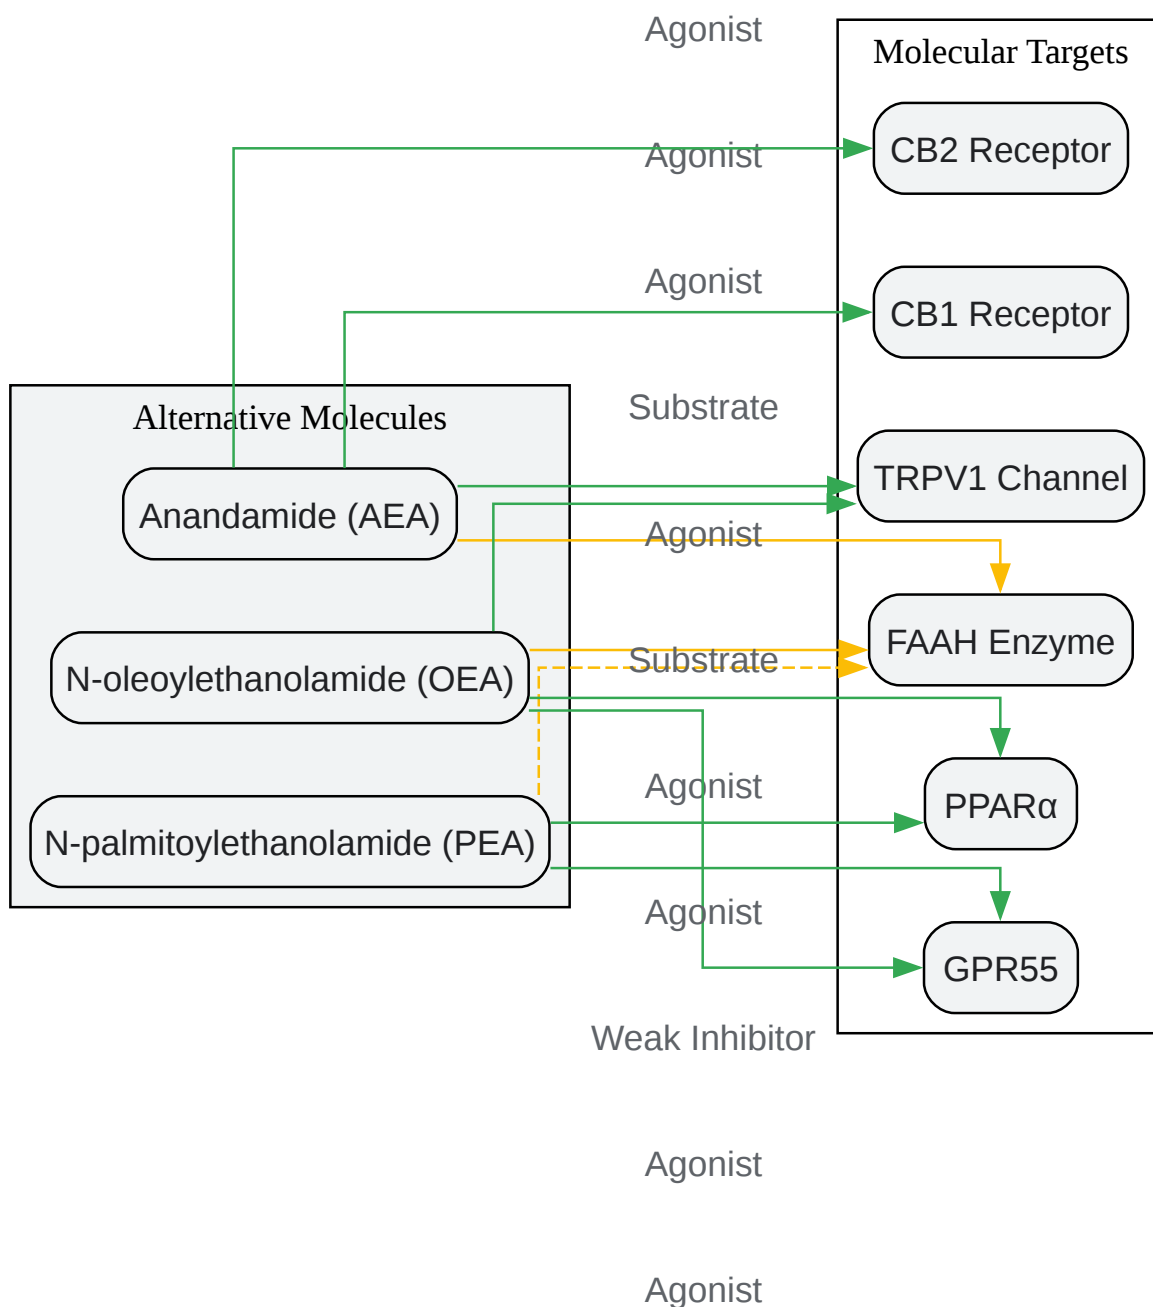 Agonist
Molecular Targets
CB2 Receptor
Agonist
Agonist
CB1 Receptor
Substrate
Alternative Molecules
TRPV1 Channel
Anandamide (AEA)
Agonist
FAAH Enzyme
Substrate
N-oleoylethanolamide (OEA)
Agonist
PPARα
N-palmitoylethanolamide (PEA)
Agonist
GPR55
Weak Inhibitor
Agonist
Agonist